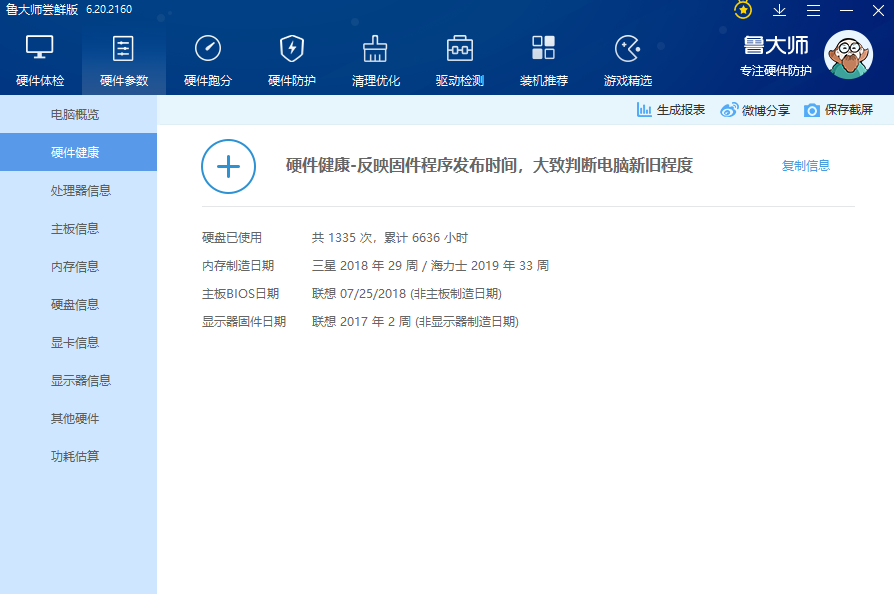 鲁大师尝鲜版 6.20.2160
硬件体检 硬件参数 硬件跑分 硬件防护 清理优化 驱动检测 装机推荐 游戏精选
鲁大师
专注硬件防护
生成报表 微博分享 保存截屏
电脑概览
硬件健康
处理器信息
主板信息
内存信息
硬盘信息
显卡信息
显示器信息
其他硬件
功耗估算
硬件健康-反映固件程序发布时间，大致判断电脑新旧程度 复制信息
硬盘已使用 共 1335 次，累计 6636 小时
内存制造日期 三星 2018 年 29 周 / 海力士 2019 年 33 周
主板BIOS日期 联想 07/25/2018 (非主板制造日期)
显示器固件日期 联想 2017 年 2 周 (非显示器制造日期)